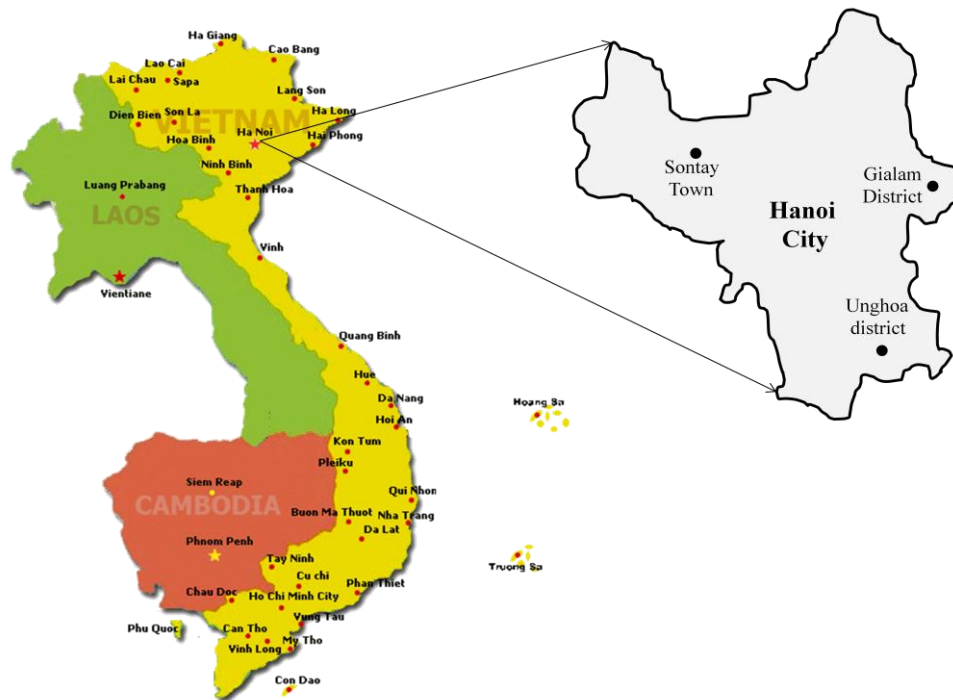 Ha Giang
Cao Bang
Lao Cai
Sapa
Lai Chau
Lang Son
Ha Long
Dien Bien
Son La
VIETNAM
Ha Noi
Hai Phong
Hoa Binh
Ninh Binh
Thanh Hoa
Luang Prabang
LAOS
Vinh
Vientiane
Quang Binh
Hue
Da Nang
Hoi An
Hoang Sa
Kon Tum
Pleiku
Siem Reap
CAMBODIA
Qui Nhon
Buon Ma Thuot
Nha Trang
Da Lat
Phnom Penh
Tay Ninh
Truong Sa
Cu chi
Chau Doc
Ho Chi Minh City
Phan Thiet
Vung Tau
Phu Quoc
Can Tho
My Tho
Vinh Long
Con Dao
Sontay
Town
Gialam
District
Hanoi
City
Unghoa
district